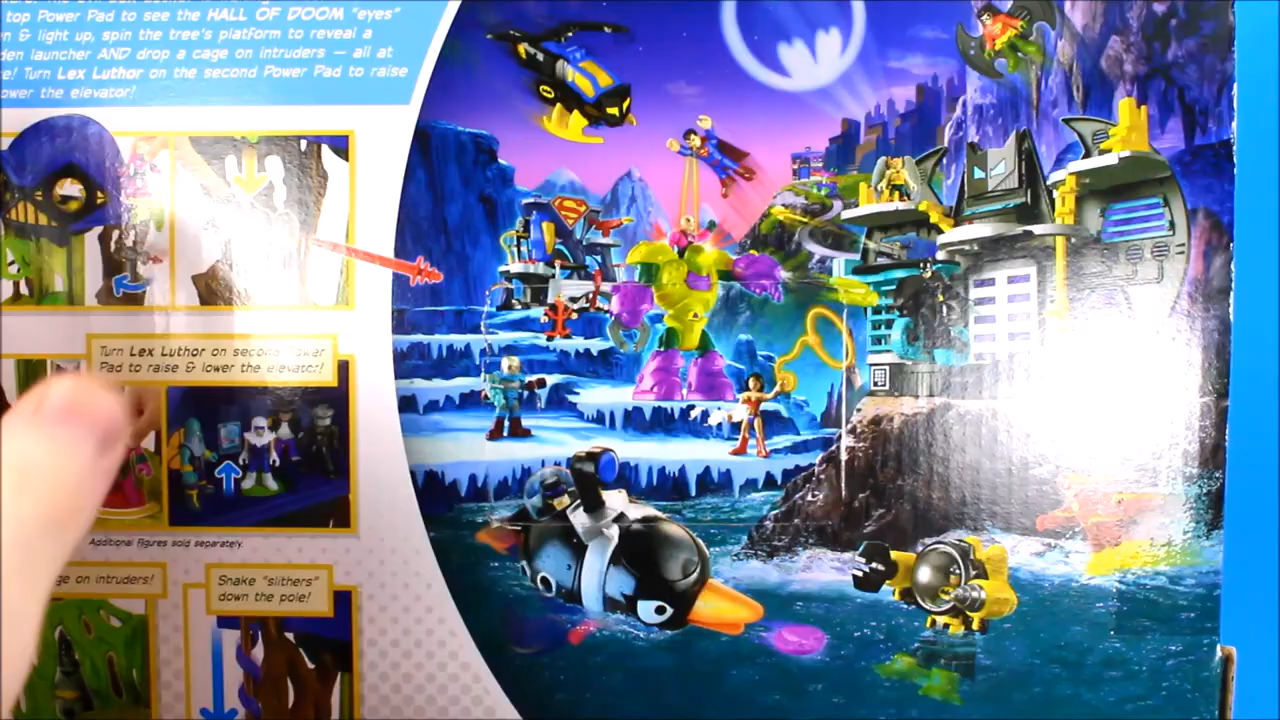 top Power Pad to see the HALL OF DOOM "eyes"
n & light up, spin the tree's platform to reveal a
den launcher AND drop a cage on intruders — all at
e! Turn Lex Luthor on the second Power Pad to raise
ower the elevator!
Turn Lex Luthor on second Power
Pad to raise & lower the elevator!
Additional figures sold separately.
ge on intruders!
Snake "slithers"
down the pole!